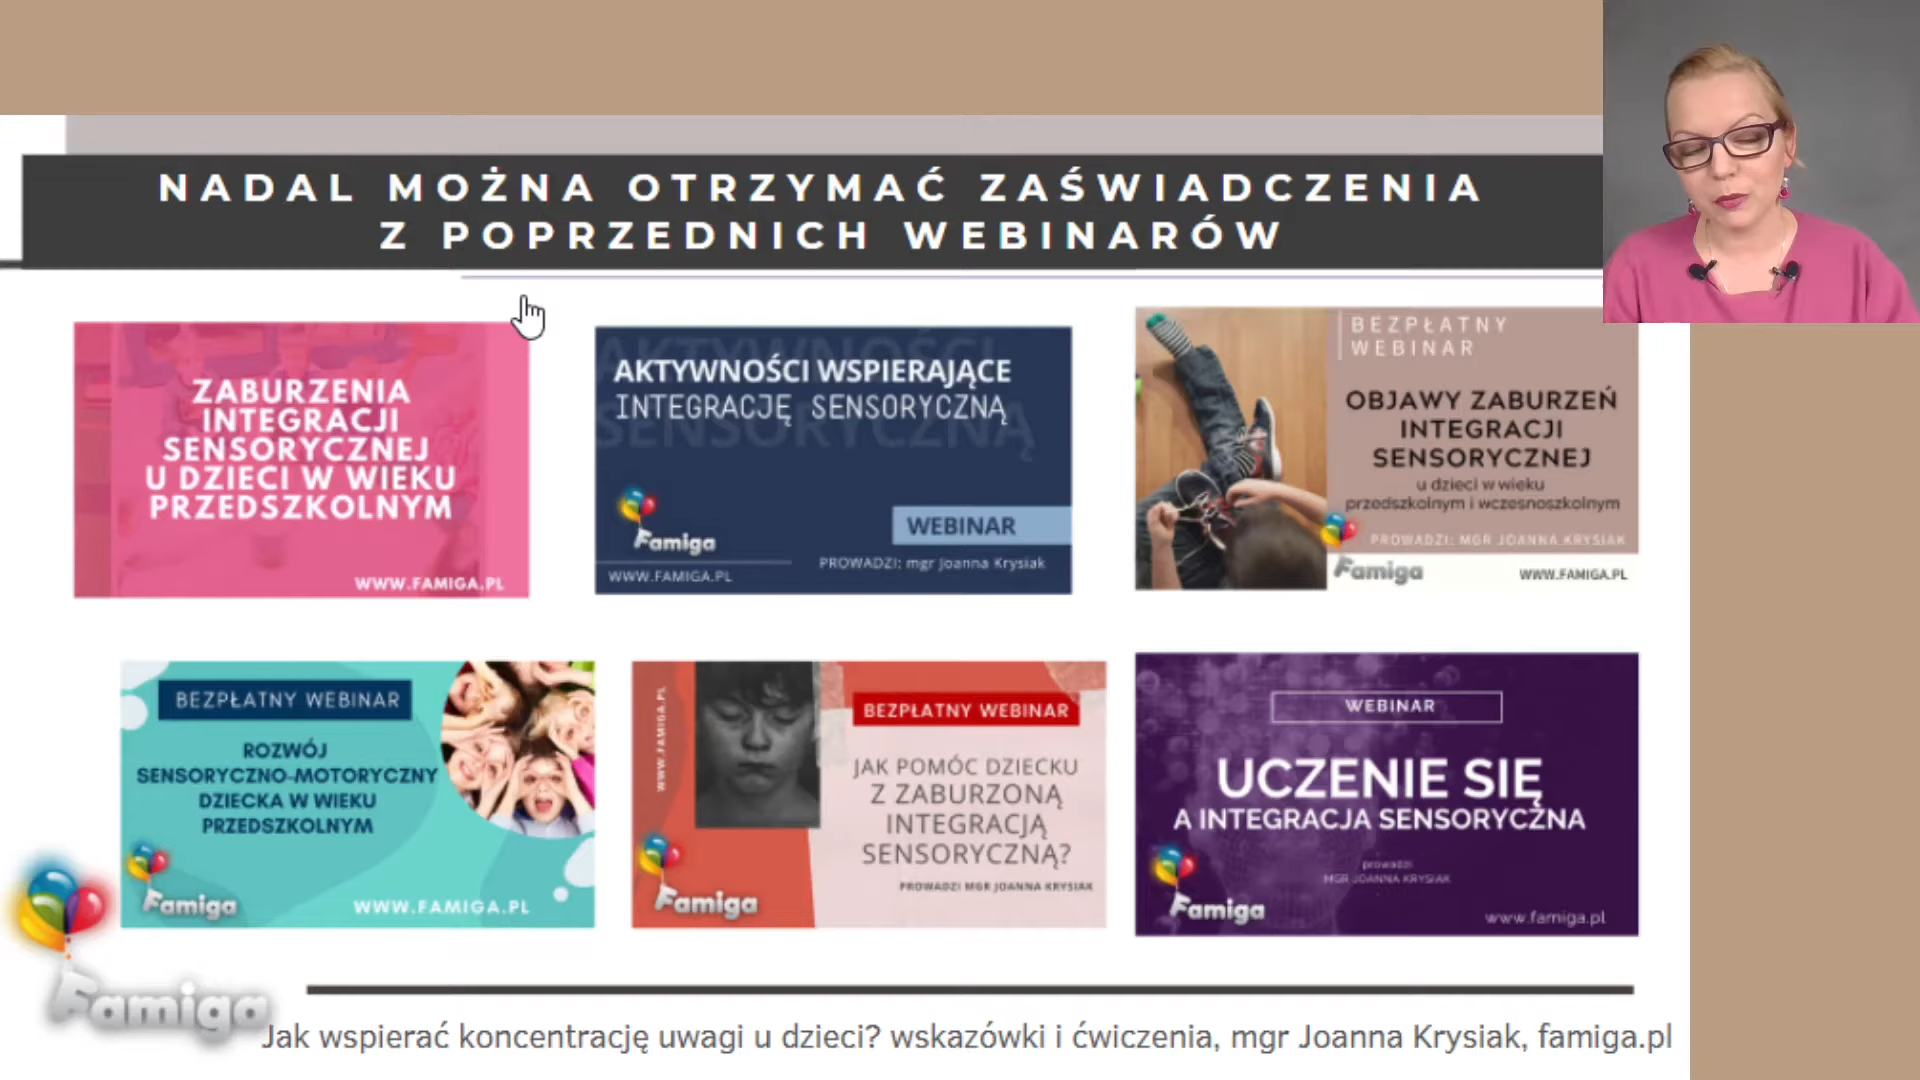 NADAL MOŻNA OTRZYMAĆ ZAŚWIADCZENIA
Z POPRZEDNICH WEBINARÓW
ZABURZENIA
INTEGRACJI
SENSORYCZNEJ
U DZIECI W WIEKU
PRZEDSZKOLNYM
WWW.FAMIGA.PL
AKTYWNOŚCI
SENSORYCZNĄ
AKTYWNOŚCI WSPIERAJĄCE
INTEGRACJĘ SENSORYCZNĄ
Famiga
WEBINAR
PROWADZI: mgr Joanna Krysiak
WWW.FAMIGA.PL
BEZPŁATNY
WEBINAR
OBJAWY ZABURZEŃ
INTEGRACJI
SENSORYCZNEJ
u dzieci w wieku
przedszkolnym i wczesnoszkolnym
PROWADZI: MGR JOANNA KRYSIAK
Famiga
WWW.FAMIGA.PL
BEZPŁATNY WEBINAR
ROZWÓJ
SENSORYCZNO-MOTORYCZNY
DZIECKA W WIEKU
PRZEDSZKOLNYM
Famiga
WWW.FAMIGA.PL
WWW.FAMIGA.PL
BEZPŁATNY WEBINAR
JAK POMÓC DZIECKU
Z ZABURZONĄ
INTEGRACJĄ
SENSORYCZNĄ?
PROWADZI MGR JOANNA KRYSIAK
Famiga
WEBINAR
UCZENIE SIĘ
A INTEGRACJA SENSORYCZNA
prowadzi
MGR JOANNA KRYSIAK
Famiga
www.famiga.pl
Famiga
Jak wspierać koncentrację uwagi u dzieci? wskazówki i ćwiczenia, mgr Joanna Krysiak, famiga.pl